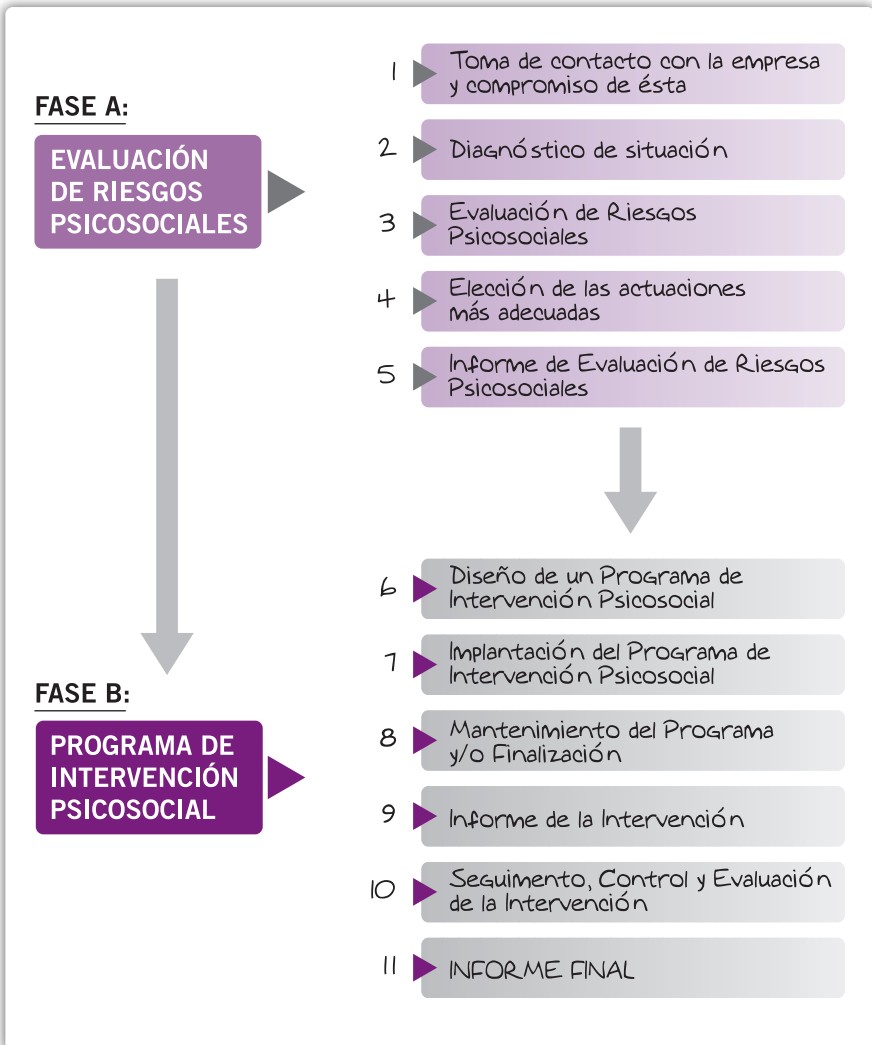 FASE A:
EVALUACIÓN
DE RIESGOS
PSICOSOCIALES
1 Toma de contacto con la empresa
y compromiso de ésta
2 Diagnóstico de situación
3 Evaluación de Riesgos
Psicosociales
4 Elección de las actuaciones
más adecuadas
5 Informe de Evaluación de Riesgos
Psicosociales
FASE B:
PROGRAMA DE
INTERVENCIÓN
PSICOSOCIAL
6 Diseño de un Programa de
Intervención Psicosocial
7 Implantación del Programa de
Intervención Psicosocial
8 Mantenimiento del Programa
y/o Finalización
9 Informe de la Intervención
10 Seguimento, Control y Evaluación
de la Intervención
11 INFORME FINAL